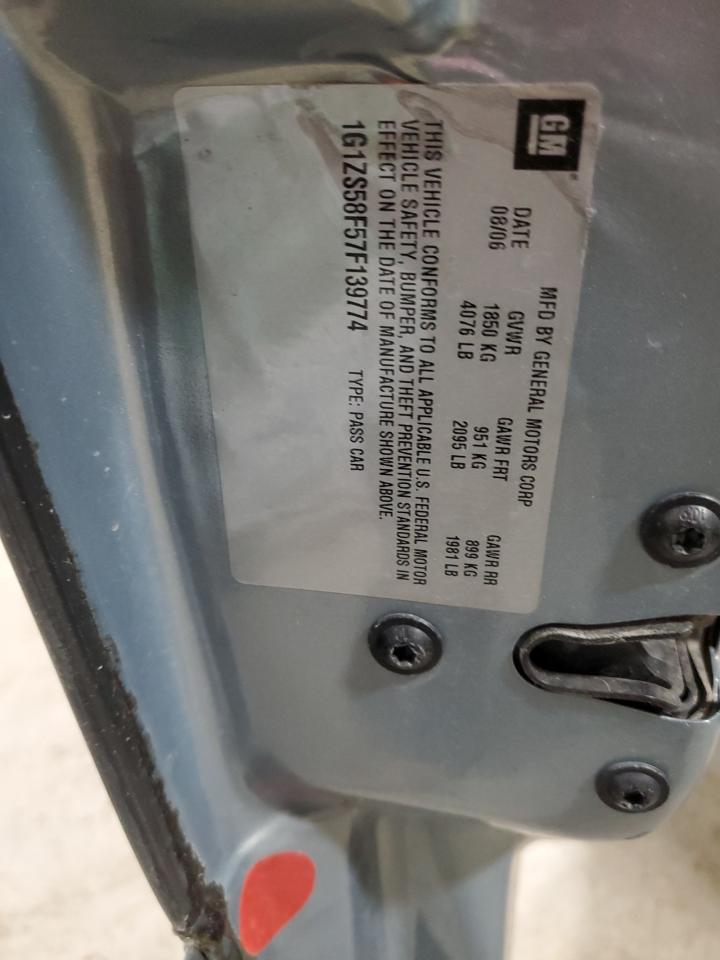 GM
MFD BY GENERAL MOTORS CORP
DATE GVWR GAWR FRT GAWR RR
08/06 1850 KG 951 KG 899 KG
4076 LB 2095 LB 1981 LB
THIS VEHICLE CONFORMS TO ALL APPLICABLE U.S. FEDERAL MOTOR
VEHICLE SAFETY, BUMPER, AND THEFT PREVENTION STANDARDS IN
EFFECT ON THE DATE OF MANUFACTURE SHOWN ABOVE.
1G1ZS58F57F139774 TYPE: PASS CAR